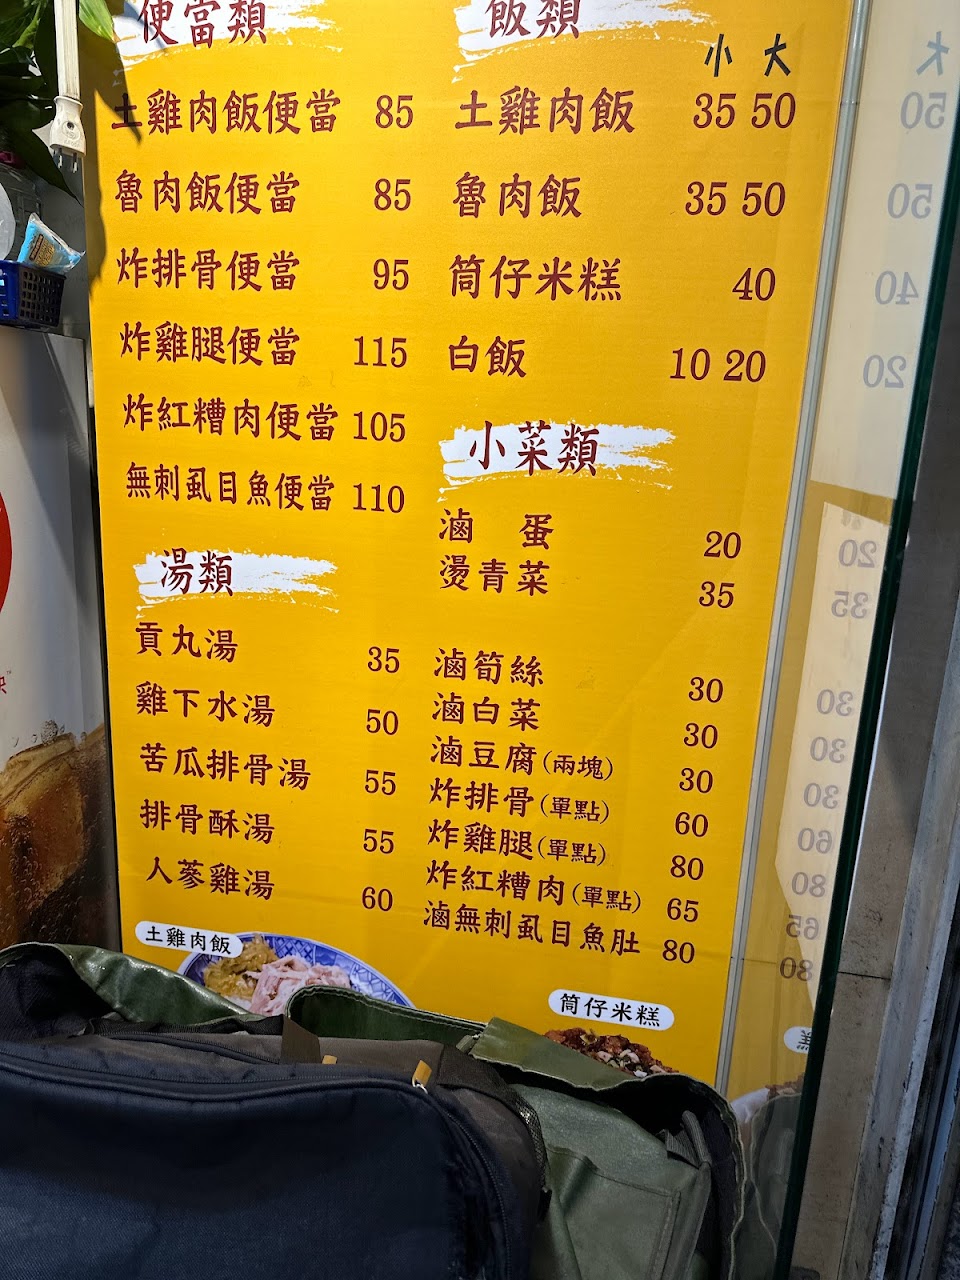 便當類
土雞肉飯便當 85
魯肉飯便當 85
炸排骨便當 95
炸雞腿便當 115
炸紅糟肉便當 105
無刺虱目魚便當 110
湯類
貢丸湯 35
雞下水湯 50
苦瓜排骨湯 55
排骨酥湯 55
人蔘雞湯 60
土雞肉飯
飯類
小 大
土雞肉飯 35 50
魯肉飯 35 50
筒仔米糕 40
白飯 10 20
小菜類
滷 蛋 20
燙青菜 35
滷筍絲 30
滷白菜 30
滷豆腐(兩塊) 30
炸排骨(單點) 60
炸雞腿(單點) 80
炸紅糟肉(單點) 65
滷無刺虱目魚肚 80
筒仔米糕